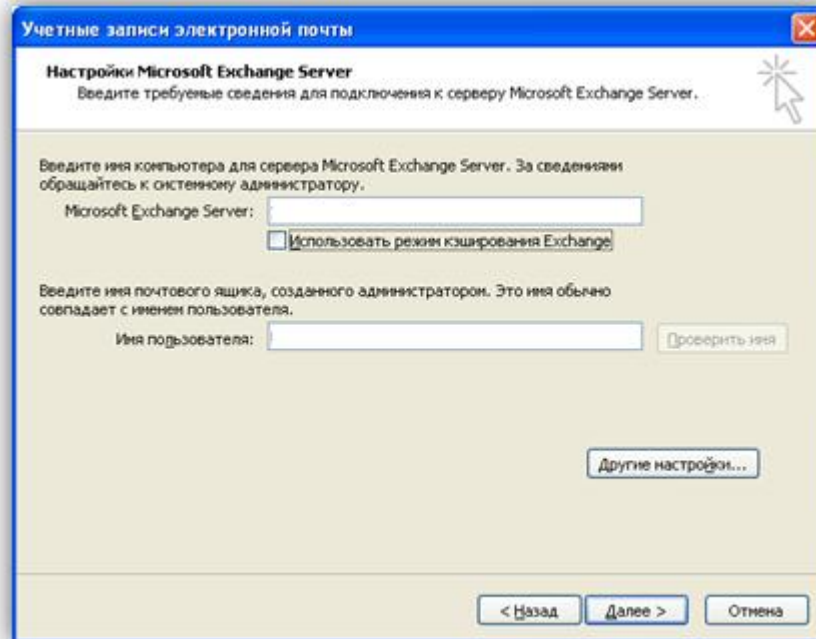 Учетные записи электронной почты
Настройки Microsoft Exchange Server
Введите требуемые сведения для подключения к серверу Microsoft Exchange Server.
Введите имя компьютера для сервера Microsoft Exchange Server. За сведениями
обращайтесь к системному администратору.
Microsoft Exchange Server:
Использовать режим кэширования Exchange
Введите имя почтового ящика, созданного администратором. Это имя обычно
совпадает с именем пользователя.
Имя пользователя: Проверить имя
Другие настройки...
< Назад Далее > Отмена